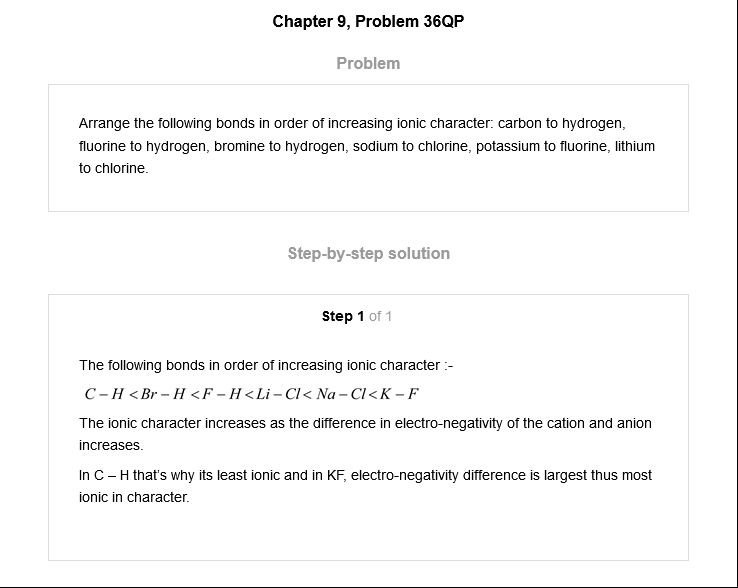 Chapter 9, Problem 36QP
Problem
Arrange the following bonds in order of increasing ionic character: carbon to hydrogen,
fluorine to hydrogen, bromine to hydrogen, sodium to chlorine, potassium to fluorine, lithium
to chlorine.
Step-by-step solution
Step 1 of 1
The following bonds in order of increasing ionic character :-
C – H < Br – H < F – H < Li – Cl < Na – Cl < K – F
The ionic character increases as the difference in electro-negativity of the cation and anion
increases.
In C – H that's why its least ionic and in KF, electro-negativity difference is largest thus most
ionic in character.